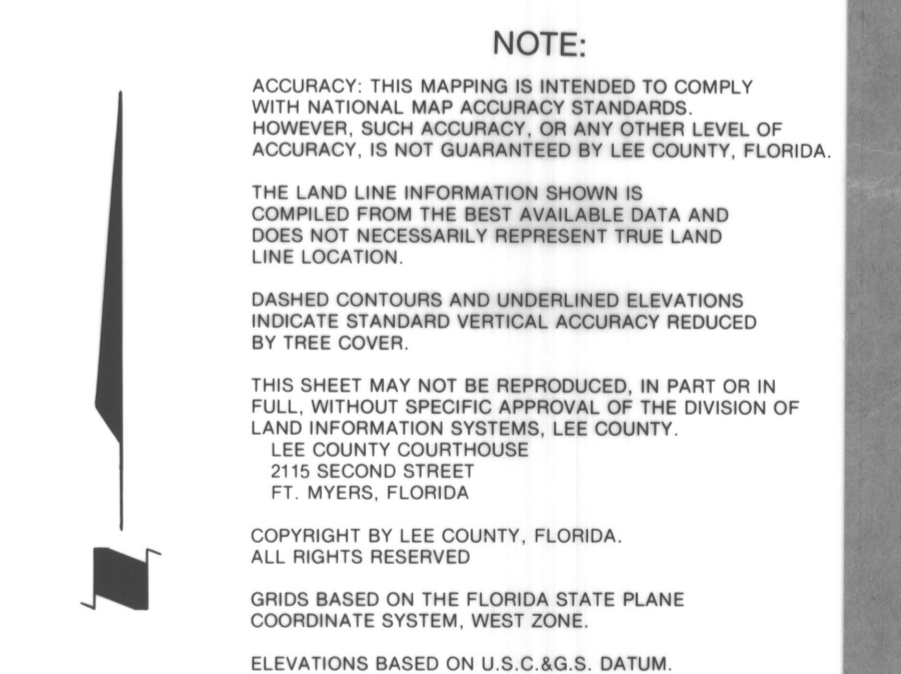 NOTE:
ACCURACY: THIS MAPPING IS INTENDED TO COMPLY
WITH NATIONAL MAP ACCURACY STANDARDS.
HOWEVER, SUCH ACCURACY, OR ANY OTHER LEVEL OF
ACCURACY, IS NOT GUARANTEED BY LEE COUNTY, FLORIDA.
THE LAND LINE INFORMATION SHOWN IS
COMPILED FROM THE BEST AVAILABLE DATA AND
DOES NOT NECESSARILY REPRESENT TRUE LAND
LINE LOCATION.
DASHED CONTOURS AND UNDERLINED ELEVATIONS
INDICATE STANDARD VERTICAL ACCURACY REDUCED
BY TREE COVER.
THIS SHEET MAY NOT BE REPRODUCED, IN PART OR IN
FULL, WITHOUT SPECIFIC APPROVAL OF THE DIVISION OF
LAND INFORMATION SYSTEMS, LEE COUNTY.
LEE COUNTY COURTHOUSE
2115 SECOND STREET
FT. MYERS, FLORIDA
COPYRIGHT BY LEE COUNTY, FLORIDA.
ALL RIGHTS RESERVED
GRIDS BASED ON THE FLORIDA STATE PLANE
COORDINATE SYSTEM, WEST ZONE.
ELEVATIONS BASED ON U.S.C.&G.S. DATUM.
N